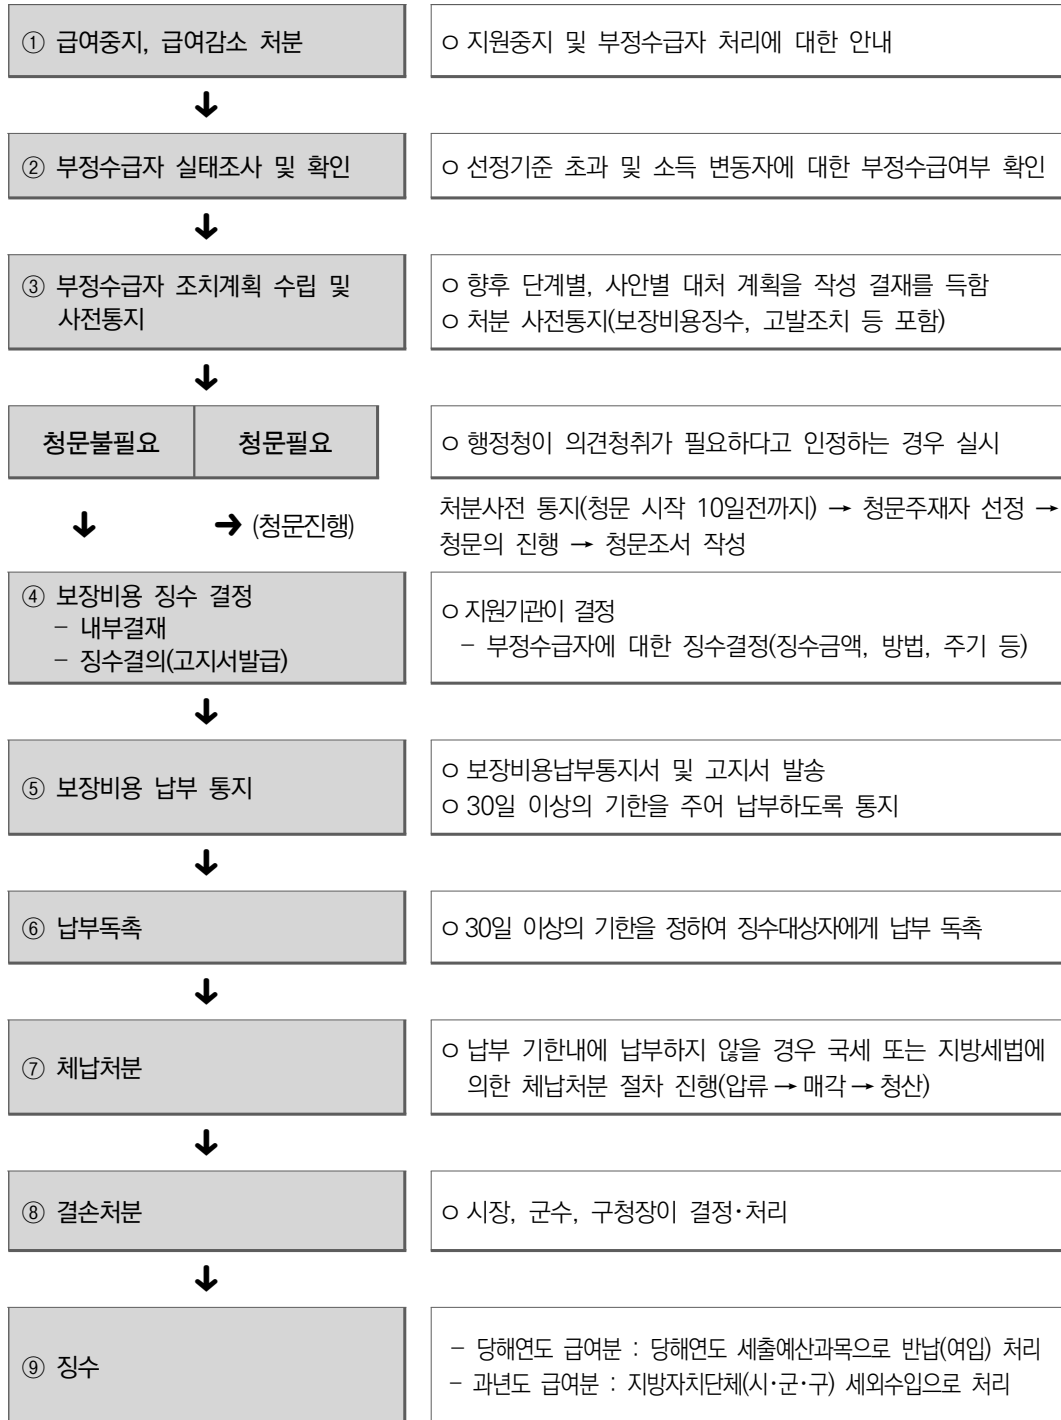 ① 급여중지, 급여감소 처분
ㅇ 지원중지 및 부정수급자 처리에 대한 안내
② 부정수급자 실태조사 및 확인
ㅇ 선정기준 초과 및 소득 변동자에 대한 부정수급여부 확인
③ 부정수급자 조치계획 수립 및
사전통지
ㅇ 향후 단계별, 사안별 대처 계획을 작성 결재를 득함
ㅇ 처분 사전통지(보장비용징수, 고발조치 등 포함)
청문불필요 청문필요
ㅇ 행정청이 의견청취가 필요하다고 인정하는 경우 실시
➔ (청문진행)
처분사전 통지(청문 시작 10일전까지) → 청문주재자 선정 →
청문의 진행 → 청문조서 작성
④ 보장비용 징수 결정
- 내부결재
- 징수결의(고지서발급)
ㅇ 지원기관이 결정
- 부정수급자에 대한 징수결정(징수금액, 방법, 주기 등)
⑤ 보장비용 납부 통지
ㅇ 보장비용납부통지서 및 고지서 발송
ㅇ 30일 이상의 기한을 주어 납부하도록 통지
⑥ 납부독촉
ㅇ 30일 이상의 기한을 정하여 징수대상자에게 납부 독촉
⑦ 체납처분
ㅇ 납부 기한내에 납부하지 않을 경우 국세 또는 지방세법에
의한 체납처분 절차 진행(압류 → 매각 → 청산)
⑧ 결손처분
ㅇ 시장, 군수, 구청장이 결정·처리
⑨ 징수
- 당해연도 급여분 : 당해연도 세출예산과목으로 반납(여입) 처리
- 과년도 급여분 : 지방자치단체(시·군·구) 세외수입으로 처리